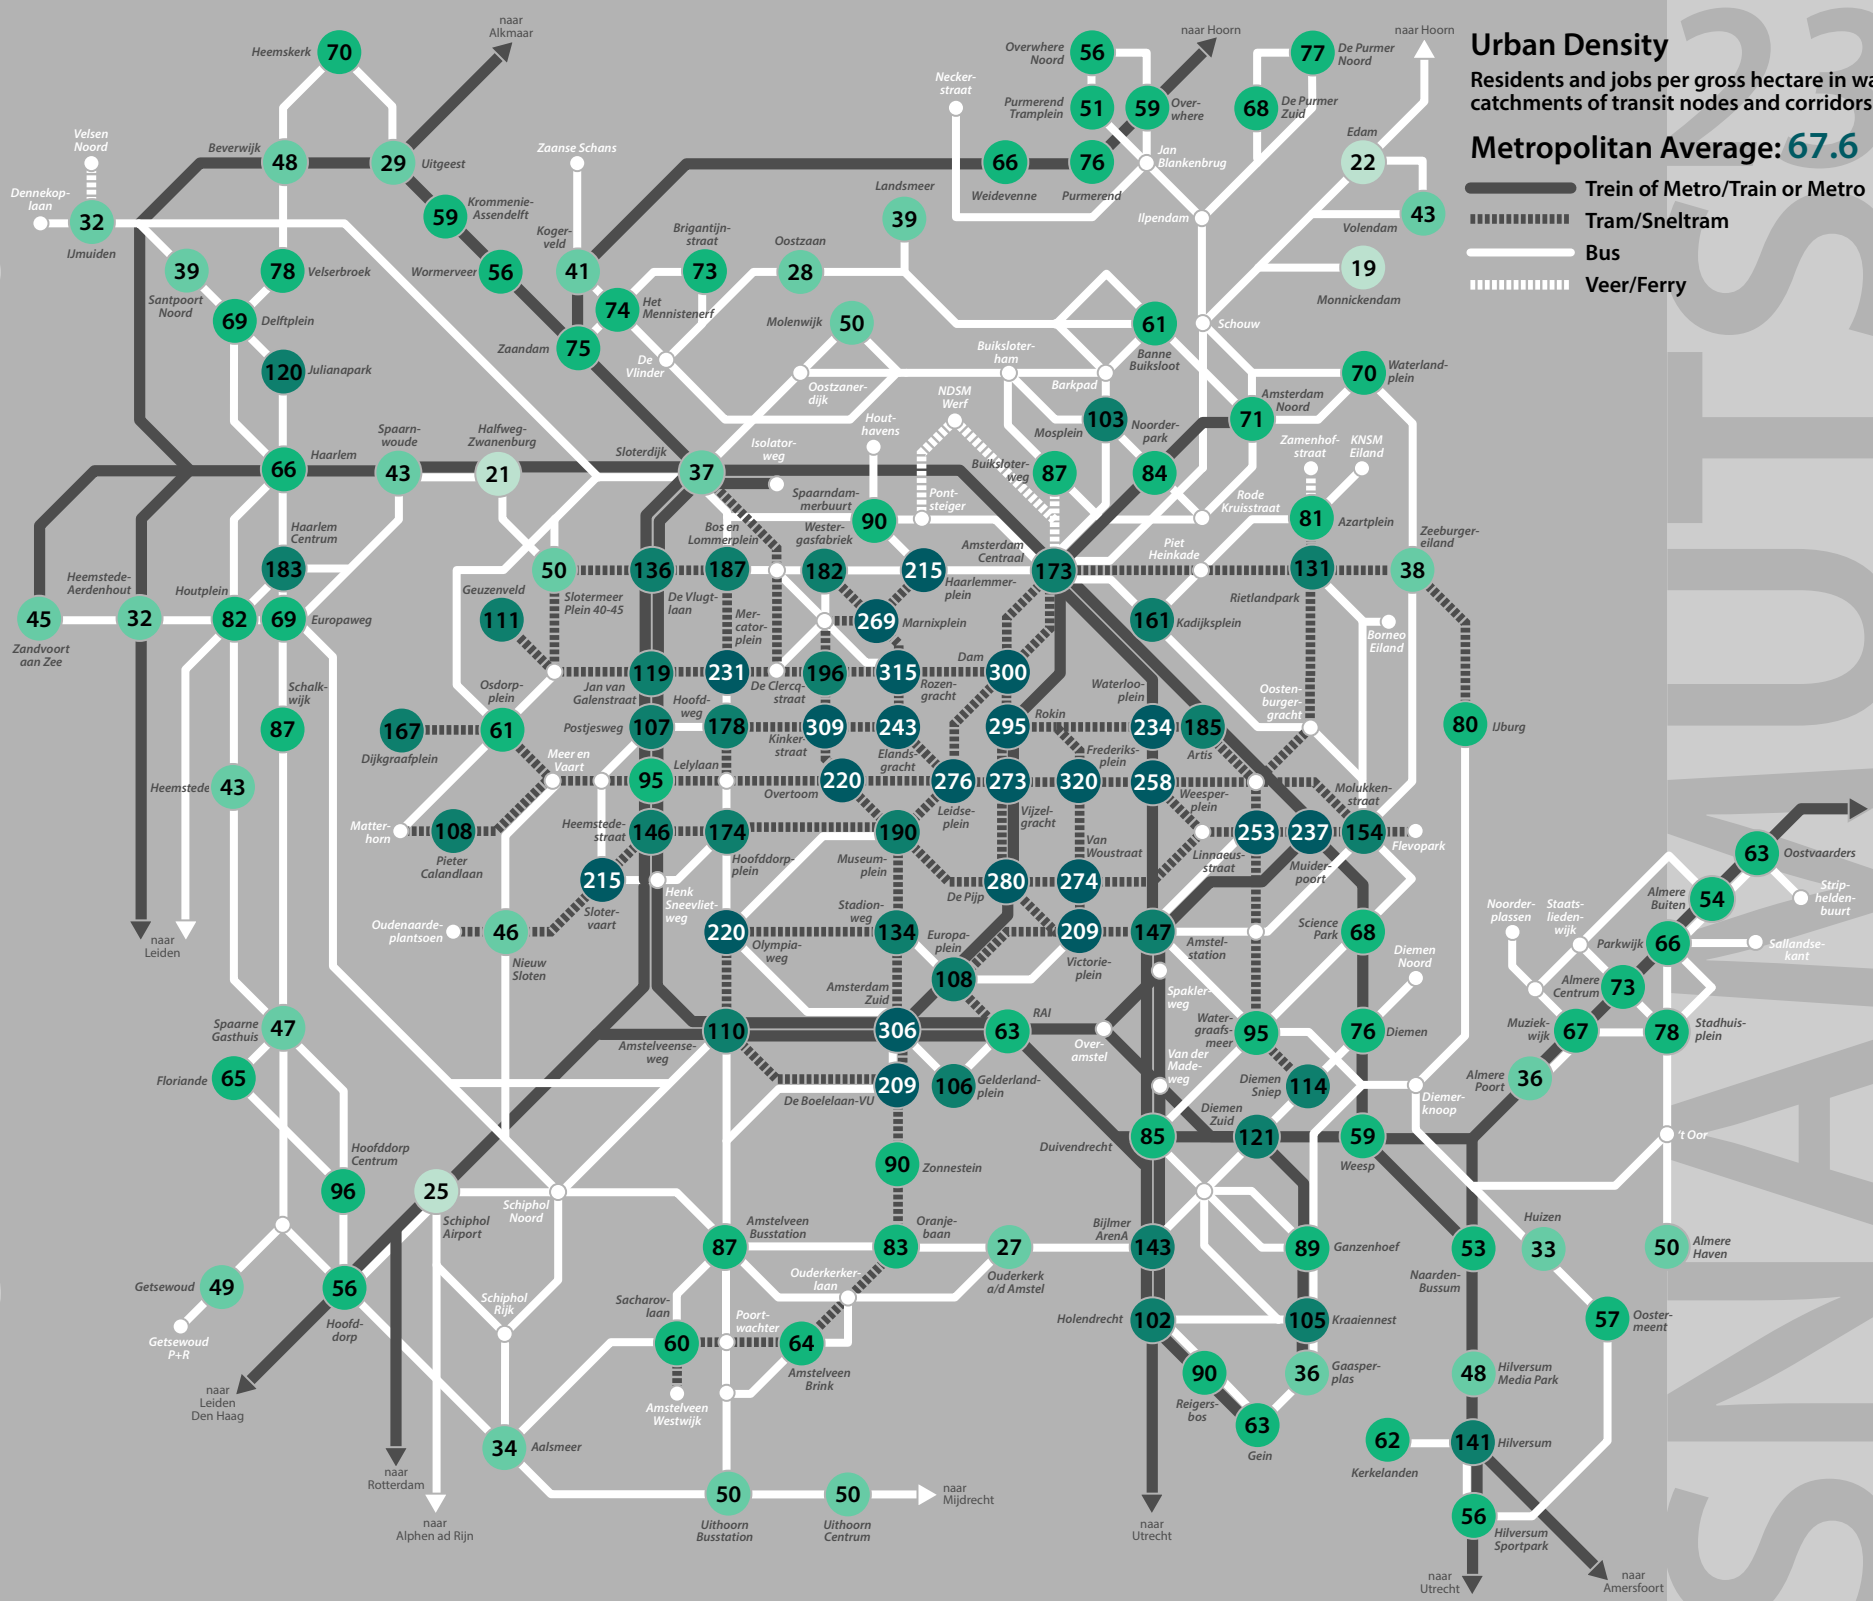 Urban Density
Residents and jobs per gross hectare in
catchments of transit nodes and corridors
Metropolitan Average: 67.6
Trein of Metro/Train or Metro
Tram/Sneltram
Bus
Veer/Ferry
naar
Alkmaar
Heemskerk
70
Velsen
Noord
Beverwijk
48
29
Uitgeest
Dennekop-
laan
32
IJmuiden
59
Krommenie-
Assendelft
Zaanse Schans
Koger-
veld
41
Brigantijn-
straat
73
Oostzaan
28
Landsmeer
39
Necker-
straat
Overwhere
Noord
56
naar Hoorn
77
De Purmer
Noord
naar Hoorn
Purmerend
Tramplein
51
59
Over-
where
68
De Purmer
Zuid
66
Weidevenne
76
Purmerend
Jan
Blankenbrug
Edam
22
Ilpendam
Volendam
43
19
Monnickendam
39
Santpoort
Noord
78
Velserbroek
Wormerveer
56
74
Het
Mennistenerf
69
Delftplein
Zaandam
75
De
Vlinder
Molenwijk
50
61
Banne
Buiksloot
Schouw
120
Julianapark
Oostzaner-
dijk
Buiksloter-
ham
Barkpad
70
Waterland-
plein
NDSM
Werf
103
Mosplein
Noorder-
park
84
71
Amsterdam
Noord
66
Haarlem
Spaarn-
woude
43
Halfweg-
Zwanenburg
21
Sloterdijk
37
Isolator-
weg
Hout-
havens
Buiksloter-
weg
87
Zamenhof-
straat
KNSM
Eiland
Spaarndam-
merbuurt
90
Pont-
steiger
Rode
Kruisstraat
81
Azartplein
Haarlem
Centrum
183
50
Slotermeer
Plein 40-45
136
De Vlugt-
laan
Bos en
Lommerplein
187
Wester-
gasfabriek
182
215
Haarlemmer-
plein
Amsterdam
Centraal
173
Piet
Heinkade
131
Rietlandpark
Zeeburger-
eiland
38
45
Zandvoort
aan Zee
Heemstede-
Aerdenhout
32
Houtplein
82
69
Europaweg
Geuzenveld
111
Mer-
cator-
plein
269
Marnixplein
161
Kadijksplein
Borneo
Eiland
119
Jan van
Galenstraat
231
De Clercq-
straat
196
315
Rozen-
gracht
Dam
300
Schalk-
wijk
87
Osdorp-
plein
61
167
Dijkgraafplein
Postjesweg
107
Hoofd-
weg
178
Kinker-
straat
309
243
Elands-
gracht
295
Rokin
Waterloo-
plein
234
185
Artis
Oosten-
burger-
gracht
80
IJburg
Heemstede
43
Meer en
Vaart
95
Lelylaan
Overtoom
220
276
Leidse-
plein
273
Vijzel-
gracht
Frederiks-
plein
320
258
Weesper-
plein
Molukken-
straat
154
Flevopark
Matter-
horn
108
Pieter
Calandlaan
Heemstede-
straat
146
174
Hoofddorp-
plein
190
Museum-
plein
Van
Woustraat
253
Linnaeus-
straat
237
Muider-
poort
215
Sloter-
vaart
Henk
Sneevliet-
weg
280
De Pijp
274
63
Oostvaarders
Almere
Buiten
54
Strip-
helden-
buurt
naar
Leiden
Oudenaarde-
plantsoen
46
Nieuw
Sloten
220
Olympia-
weg
Stadion-
weg
134
Europa-
plein
108
209
Victorie-
plein
147
Amstel-
station
Science
Park
68
Diemen
Noord
Noorder-
plassen
Staats-
lieden-
wijk
Parkwijk
66
Sallandse-
kant
Almere
Centrum
73
Spaarne
Gasthuis
47
Amstelveense-
weg
110
Amsterdam
Zuid
306
63
RAI
Over-
amstel
Spakler-
weg
Water-
graafs-
meer
95
76
Diemen
Muziek-
wijk
67
78
Stadhuis-
plein
Floriande
65
De Boelelaan-VU
209
106
Gelderland-
plein
Van der
Made-
weg
Diemen
Sniep
114
Diemer-
knoop
Almere
Poort
36
Duivendrecht
85
Diemen
Zuid
121
59
Weesp
't Oor
Hoofddorp
Centrum
96
25
Schiphol
Airport
Schiphol
Noord
90
Zonnestein
87
Amstelveen
Busstation
83
Oranje-
baan
27
Ouderkerk
a/d Amstel
Bijlmer
ArenA
143
89
Ganzenhoef
53
Naarden-
Bussum
Huizen
33
50
Almere
Haven
Getsewoud
49
Getsewoud
P+R
56
Hoofd-
dorp
Schiphol
Rijk
Sacharov-
laan
60
Poort-
wachter
Ouderkerker-
laan
64
Amstelveen
Brink
Holendrecht
102
105
Kraaiennest
57
Ooster-
meent
naar
Leiden
Den Haag
Amstelveen
Westwijk
90
Reigers-
bos
36
Gaasper-
plas
48
Hilversum
Media Park
34
Aalsmeer
63
Gein
62
Kerkelanden
141
Hilversum
naar
Rotterdam
50
Uithoorn
Busstation
50
Uithoorn
Centrum
naar
Mijdrecht
56
Hilversum
Sportpark
naar
Alphen ad Rijn
naar
Utrecht
naar
Utrecht
naar
Amersfoort